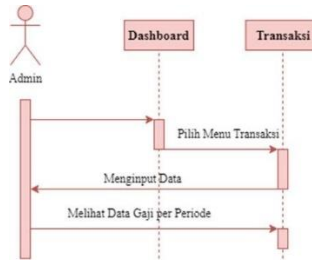 Dashboard
Transaksi
Admin
Pilih Menu Transaksi
Menginput Data
Melihat Data Gaji per Periode